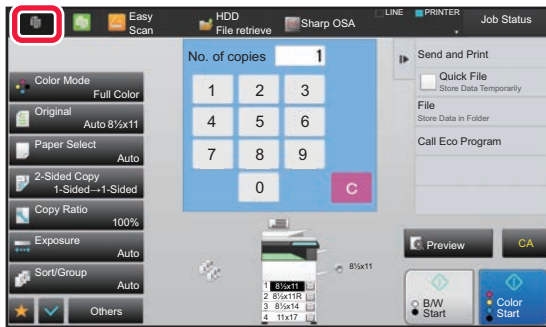 Easy Scan
HDD File retrieve
Sharp OSA
LINE
PRINTER
Job Status
No. of copies 1
1 2 3
4 5 6
7 8 9
0 C
Color Mode
Full Color
Original
Auto 8½x11
Paper Select
Auto
2-Sided Copy
1-Sided→1-Sided
Copy Ratio
100%
Exposure
Auto
Sort/Group
Auto
Others
8½x11
1 8½x11
2 8½x11R
3 8½x14
4 11x17
Send and Print
Quick File
Store Data Temporarily
File
Store Data in Folder
Call Eco Program
Preview
CA
B/W Start
Color Start